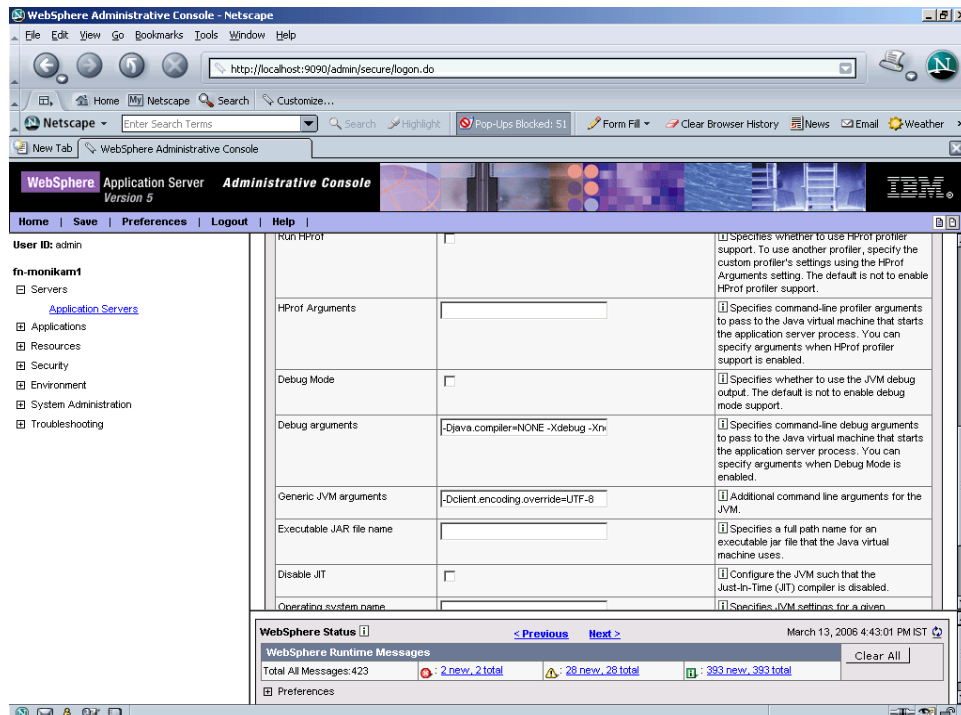 WebSphere Administrative Console - Netscape
File Edit View Go Bookmarks Tools Window Help
http://localhost:9090/admin/secure/logon.do
Home My Netscape Search Customize...
Netscape Enter Search Terms Search Highlight Pop-Ups Blocked: 51 Form Fill Clear Browser History News Email Weather
New Tab WebSphere Administrative Console
WebSphere Application Server Administrative Console
Version 5
IBM
Home | Save | Preferences | Logout | Help |
User ID: admin
fn-monikam1
Servers
Application Servers
Applications
Resources
Security
Environment
System Administration
Troubleshooting
Run HProf
Specifies whether to use HProf profiler
support. To use another profiler, specify the
custom profiler's settings using the HProf
Arguments setting. The default is not to enable
HProf profiler support.
HProf Arguments
Specifies command-line profiler arguments
to pass to the Java virtual machine that starts
the application server process. You can
specify arguments when HProf profiler
support is enabled.
Debug Mode
Specifies whether to use the JVM debug
output. The default is not to enable debug
mode support.
Debug arguments
-Djava.compiler=NONE -Xdebug -Xn
Specifies command-line debug arguments
to pass to the Java virtual machine that starts
the application server process. You can
specify arguments when Debug Mode is
enabled.
Generic JVM arguments
-Dclient.encoding.override=UTF-8
Additional command line arguments for the
JVM.
Executable JAR file name
Specifies a full path name for an
executable jar file that the Java virtual
machine uses.
Disable JIT
Configure the JVM such that the
Just-In-Time (JIT) compiler is disabled.
Operating system name
Specifies JVM settings for a given
WebSphere Status < Previous Next > March 13, 2006 4:43:01 PM IST
WebSphere Runtime Messages
Clear All
Total All Messages:423 : 2 new, 2 total : 28 new, 28 total : 393 new, 393 total
Preferences